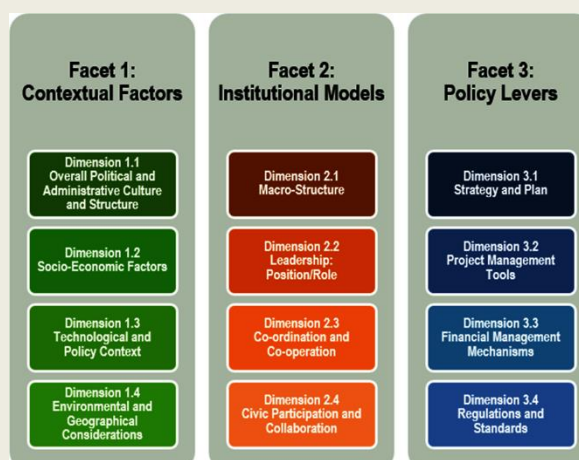 Facet 1:
Contextual Factors
Dimension 1.1
Overall Political and
Administrative Culture
and Structure
Dimension 1.2
Socio-Economic Factors
Dimension 1.3
Technological and
Policy Context
Dimension 1.4
Environmental and
Geographical
Considerations
Facet 2:
Institutional Models
Dimension 2.1
Macro-Structure
Dimension 2.2
Leadership:
Position/Role
Dimension 2.3
Co-ordination and
Co-operation
Dimension 2.4
Civic Participation and
Collaboration
Facet 3:
Policy Levers
Dimension 3.1
Strategy and Plan
Dimension 3.2
Project Management
Tools
Dimension 3.3
Financial Management
Mechanisms
Dimension 3.4
Regulations and
Standards